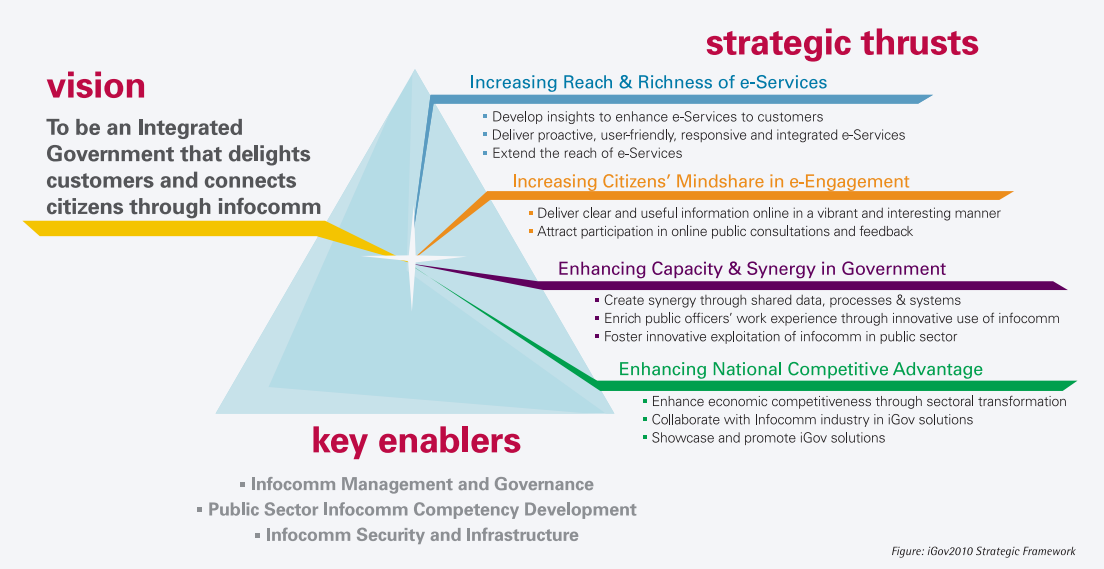 strategic thrusts
vision
To be an Integrated
Government that delights
customers and connects
citizens through infocomm
Increasing Reach & Richness of e-Services
▪ Develop insights to enhance e-Services to customers
▪ Deliver proactive, user-friendly, responsive and integrated e-Services
▪ Extend the reach of e-Services
Increasing Citizens’ Mindshare in e-Engagement
▪ Deliver clear and useful information online in a vibrant and interesting manner
▪ Attract participation in online public consultations and feedback
Enhancing Capacity & Synergy in Government
▪ Create synergy through shared data, processes & systems
▪ Enrich public officers’ work experience through innovative use of infocomm
▪ Foster innovative exploitation of infocomm in public sector
Enhancing National Competitive Advantage
▪ Enhance economic competitiveness through sectoral transformation
▪ Collaborate with Infocomm industry in iGov solutions
▪ Showcase and promote iGov solutions
key enablers
▪ Infocomm Management and Governance
▪ Public Sector Infocomm Competency Development
▪ Infocomm Security and Infrastructure
Figure: iGov2010 Strategic Framework